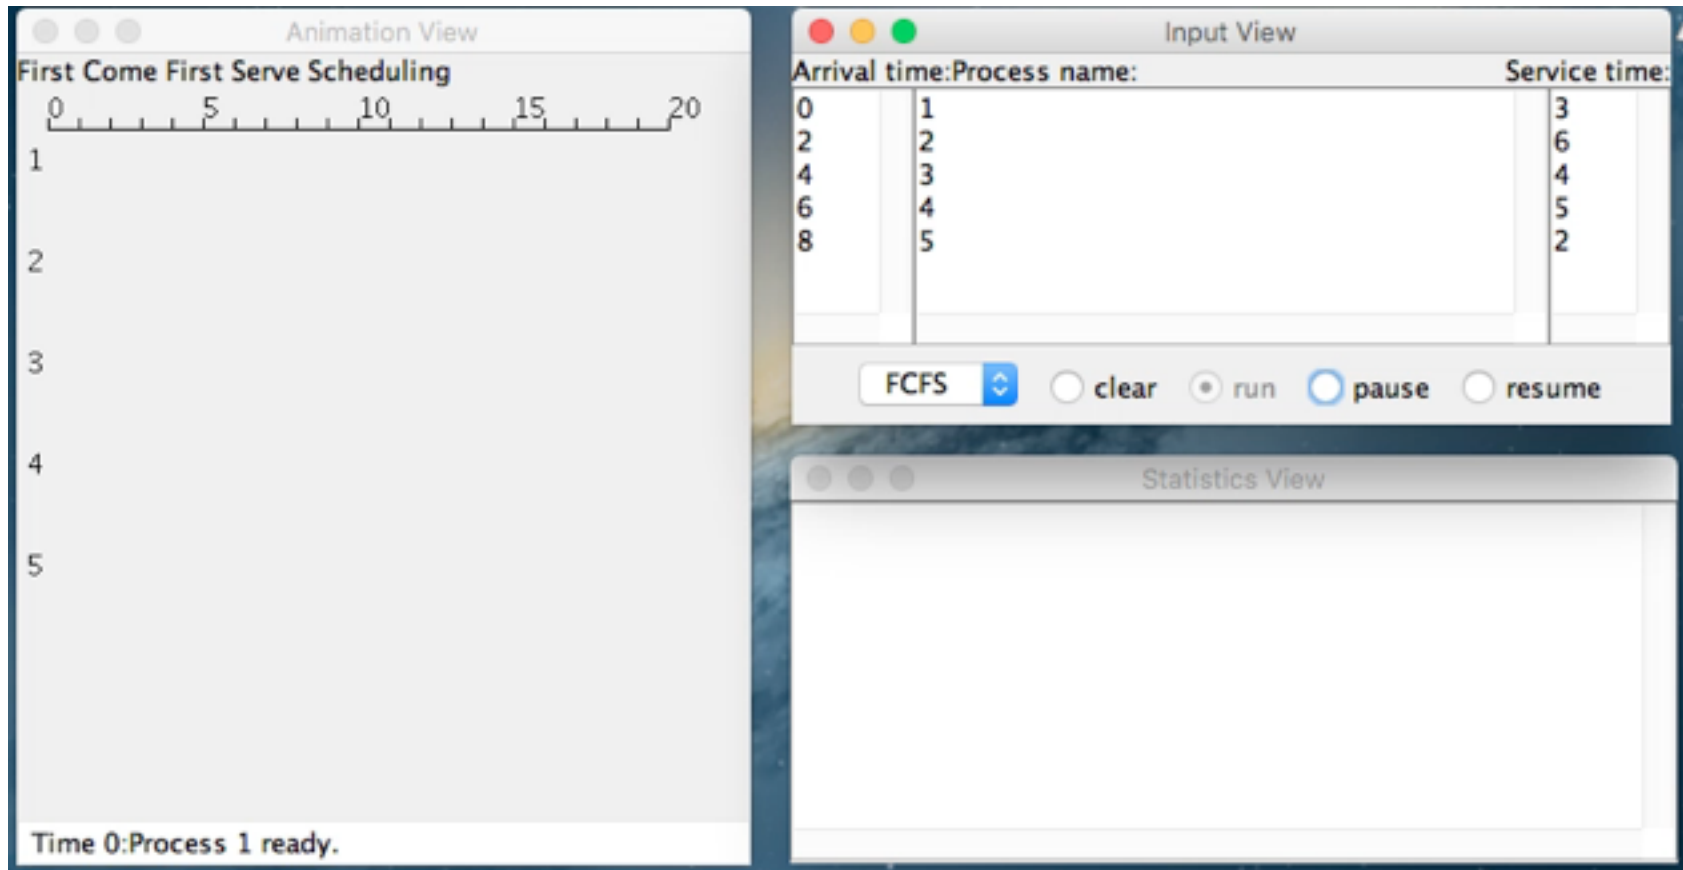 Animation View
First Come First Serve Scheduling
0 5 10 15 20
1
2
3
4
5
Time 0:Process 1 ready.
Input View
Arrival time:Process name: Service time:
0 1 3
2 2 6
4 3 4
6 4 5
8 5 2
FCFS clear run pause resume
Statistics View